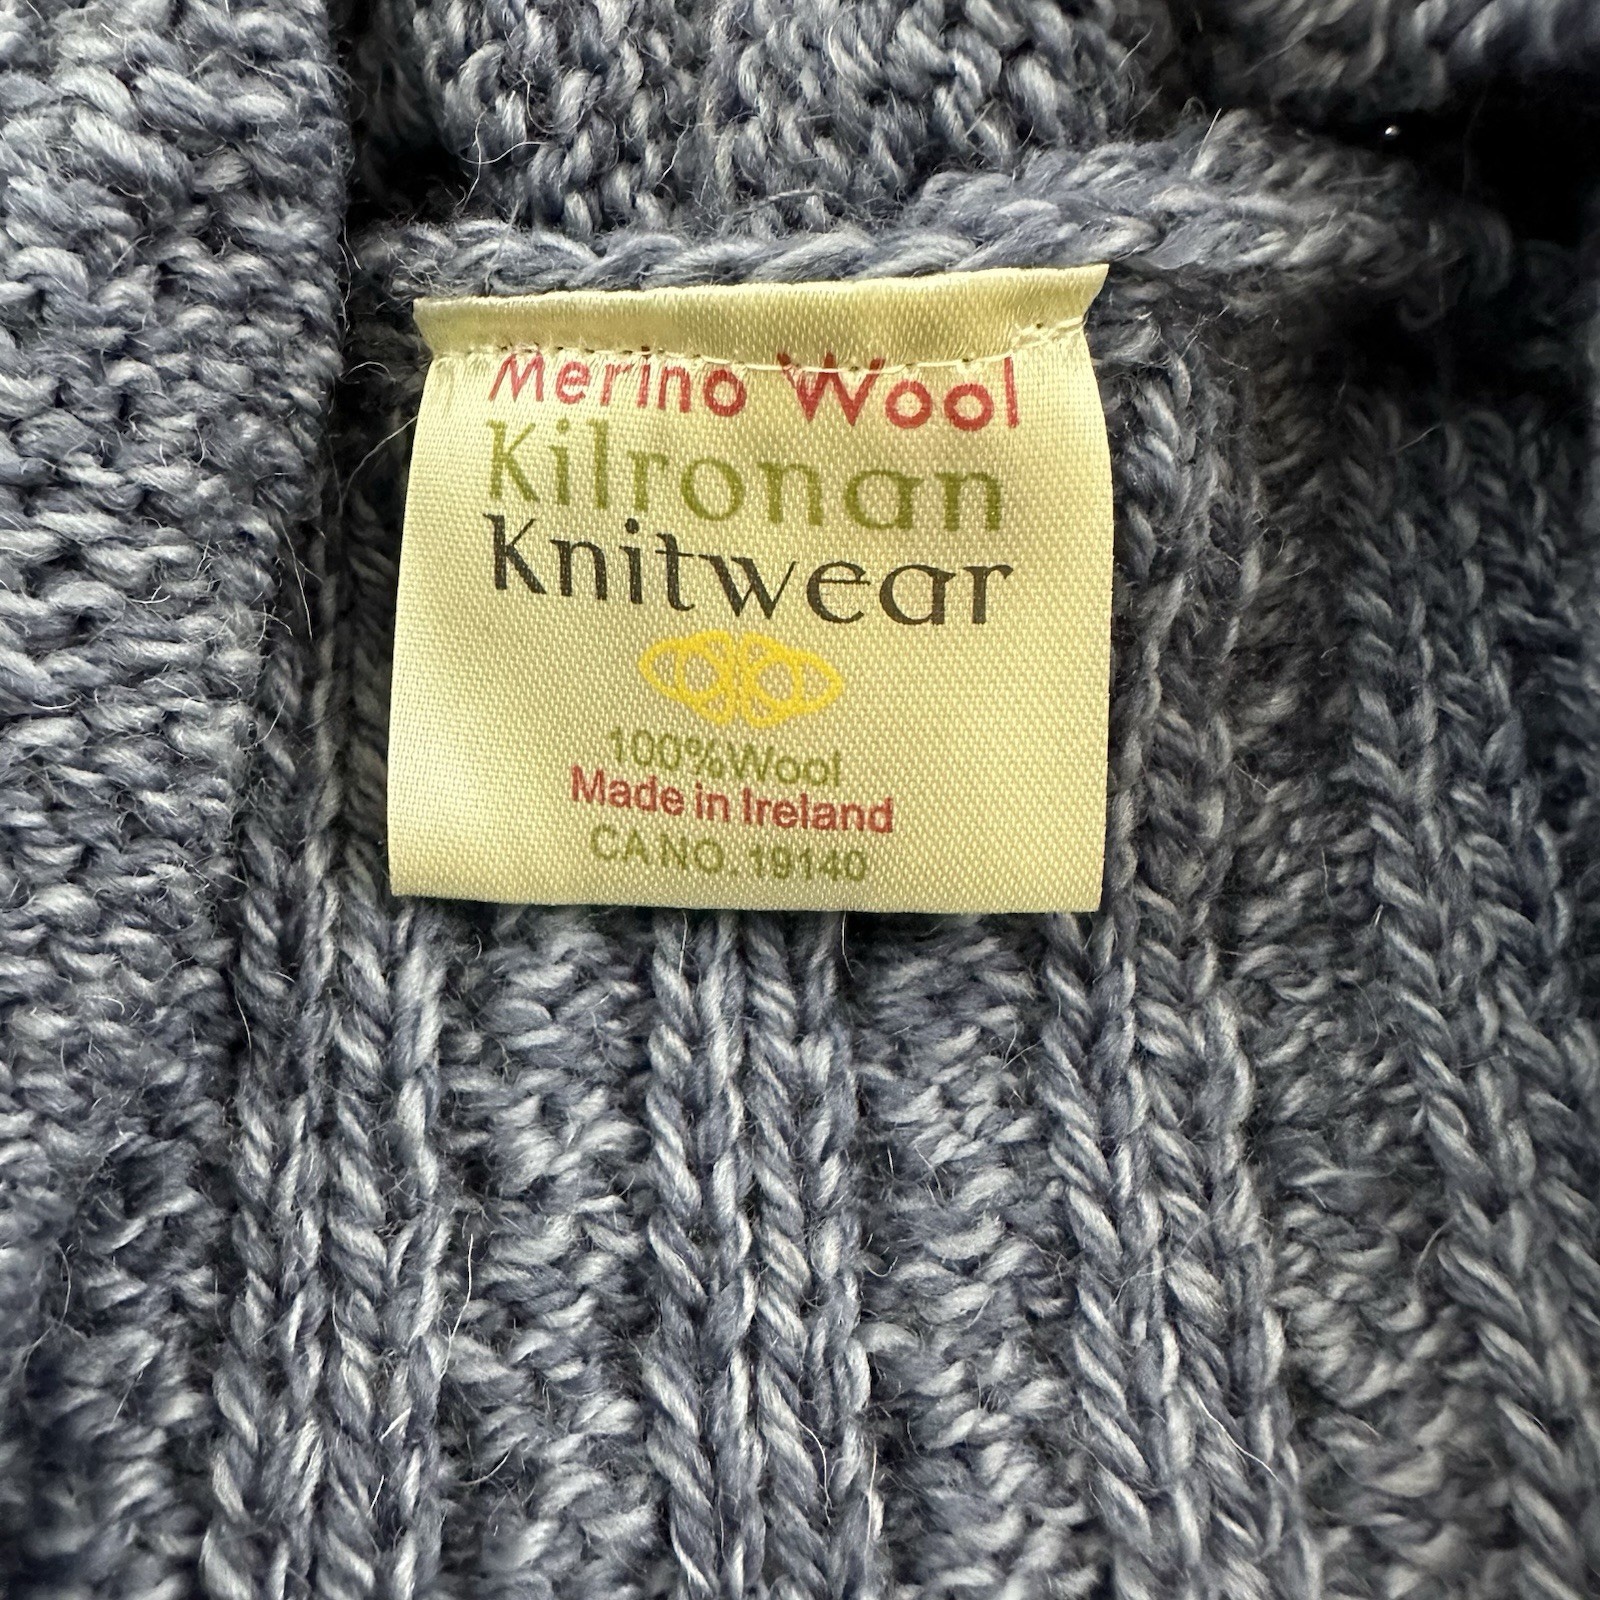 Merino Wool
Kilronan
Knitwear
100%Wool
Made in Ireland
CA NO. 19140